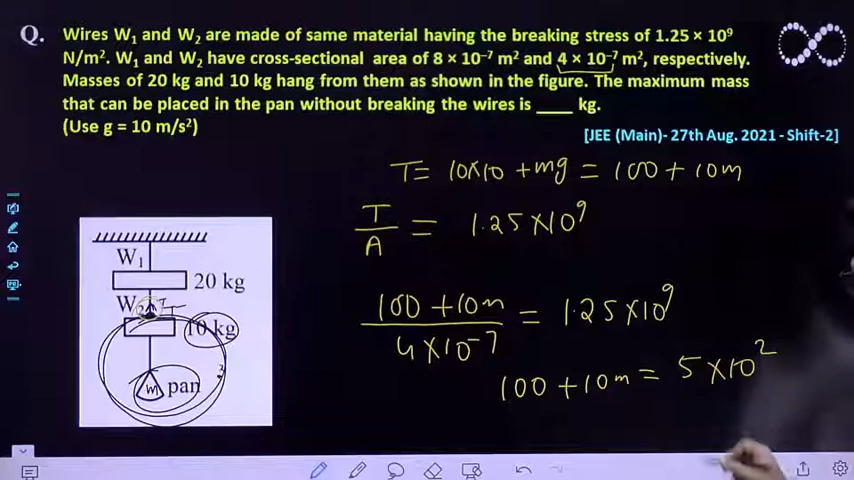 Q. Wires W₁ and W₂ are made of same material having the breaking stress of 1.25 × 10⁹
N/m². W₁ and W₂ have cross-sectional area of 8 × 10⁻⁷ m² and 4 × 10⁻⁷ m², respectively.
Masses of 20 kg and 10 kg hang from them as shown in the figure. The maximum mass
that can be placed in the pan without breaking the wires is ____ kg.
(Use g = 10 m/s²)
[JEE (Main)- 27th Aug. 2021 - Shift-2]
T = 10×10 + mg = 100 + 10m
T/A = 1.25×10⁹
(100 + 10m)/(4×10⁻⁷) = 1.25×10⁹
100 + 10m = 5×10²
W₁
20 kg
W₂ T
10 kg
m pan